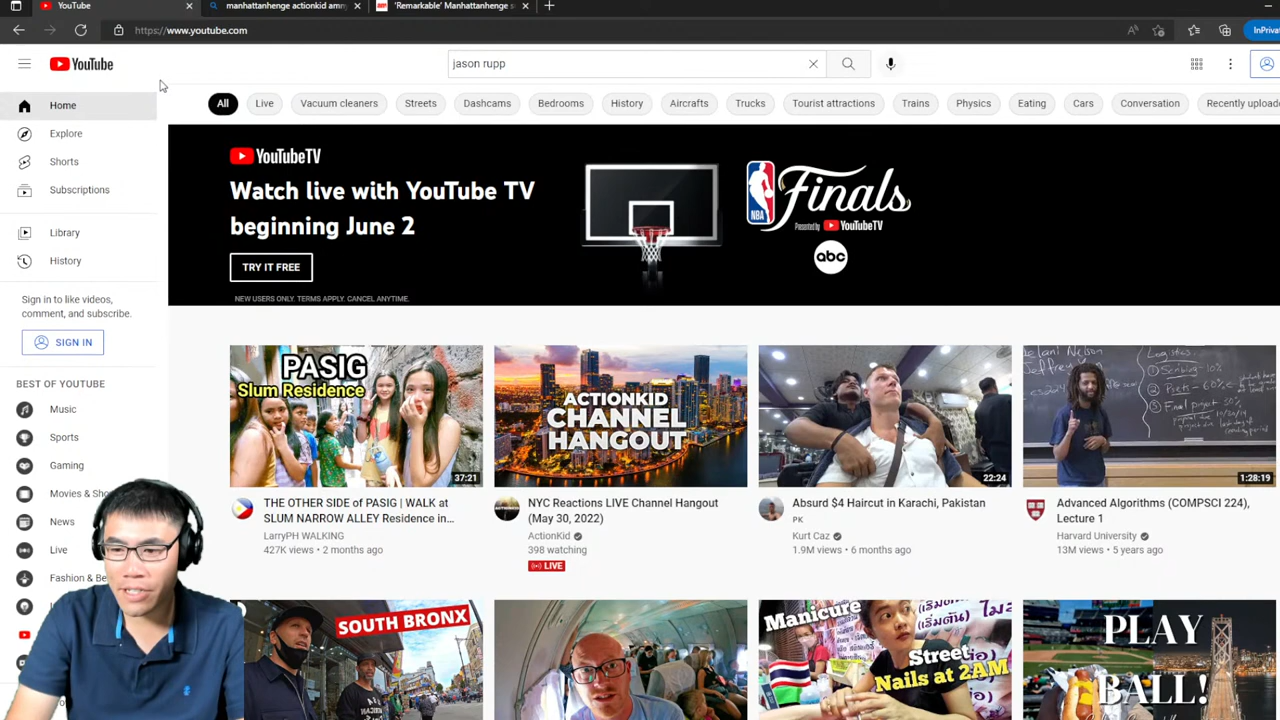 YouTube
manhattanhenge actionkid amn
'Remarkable' Manhattanhenge s
https://www.youtube.com
InPrivate
YouTube
jason rupp
Home
Explore
Shorts
Subscriptions
Library
History
Sign in to like videos,
comment, and subscribe.
SIGN IN
BEST OF YOUTUBE
Music
Sports
Gaming
Movies & Sho
News
Live
Fashion & Be
All
Live
Vacuum cleaners
Streets
Dashcams
Bedrooms
History
Aircrafts
Trucks
Tourist attractions
Trains
Physics
Eating
Cars
Conversation
Recently upload
YouTubeTV
Watch live with YouTube TV
beginning June 2
TRY IT FREE
NEW USERS ONLY. TERMS APPLY. CANCEL ANYTIME.
NBA
Finals
Presented by YouTubeTV
abc
PASIG
Slum Residence
37:21
THE OTHER SIDE of PASIG | WALK at
SLUM NARROW ALLEY Residence in...
LarryPH WALKING
427K views • 2 months ago
ACTIONKID
CHANNEL
HANGOUT
NYC Reactions LIVE Channel Hangout
(May 30, 2022)
ActionKid
398 watching
LIVE
22:24
Absurd $4 Haircut in Karachi, Pakistan
PK
Kurt Caz
1.9M views • 6 months ago
elani Nelson
Logistics:
1:28:19
Advanced Algorithms (COMPSCI 224),
Lecture 1
Harvard University
13M views • 5 years ago
SOUTH BRONX
Manicure
Street
Nails at 2AM
PLAY
BALL!